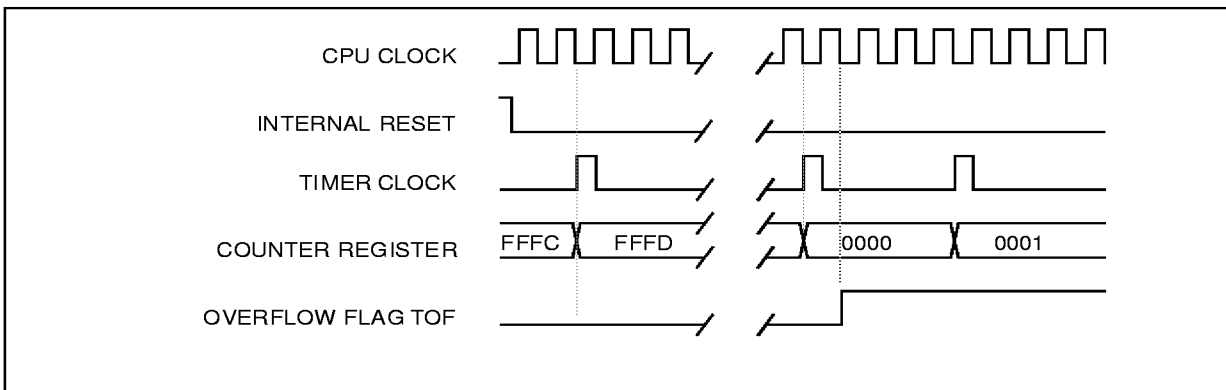 CPU CLOCK
INTERNAL RESET
TIMER CLOCK
COUNTER REGISTER FFFC FFFD 0000 0001
OVERFLOW FLAG TOF